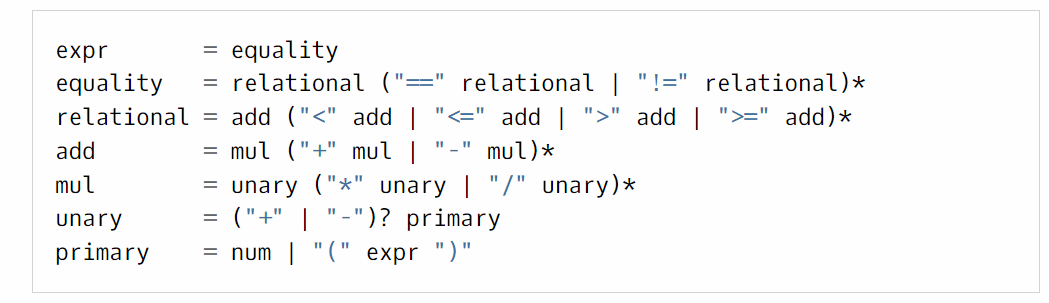 expr       = equality
equality   = relational ("==" relational | "!=" relational)*
relational = add ("<" add | "<=" add | ">" add | ">=" add)*
add        = mul ("+" mul | "-" mul)*
mul        = unary ("*" unary | "/" unary)*
unary      = ("+" | "-")? primary
primary    = num | "(" expr ")"